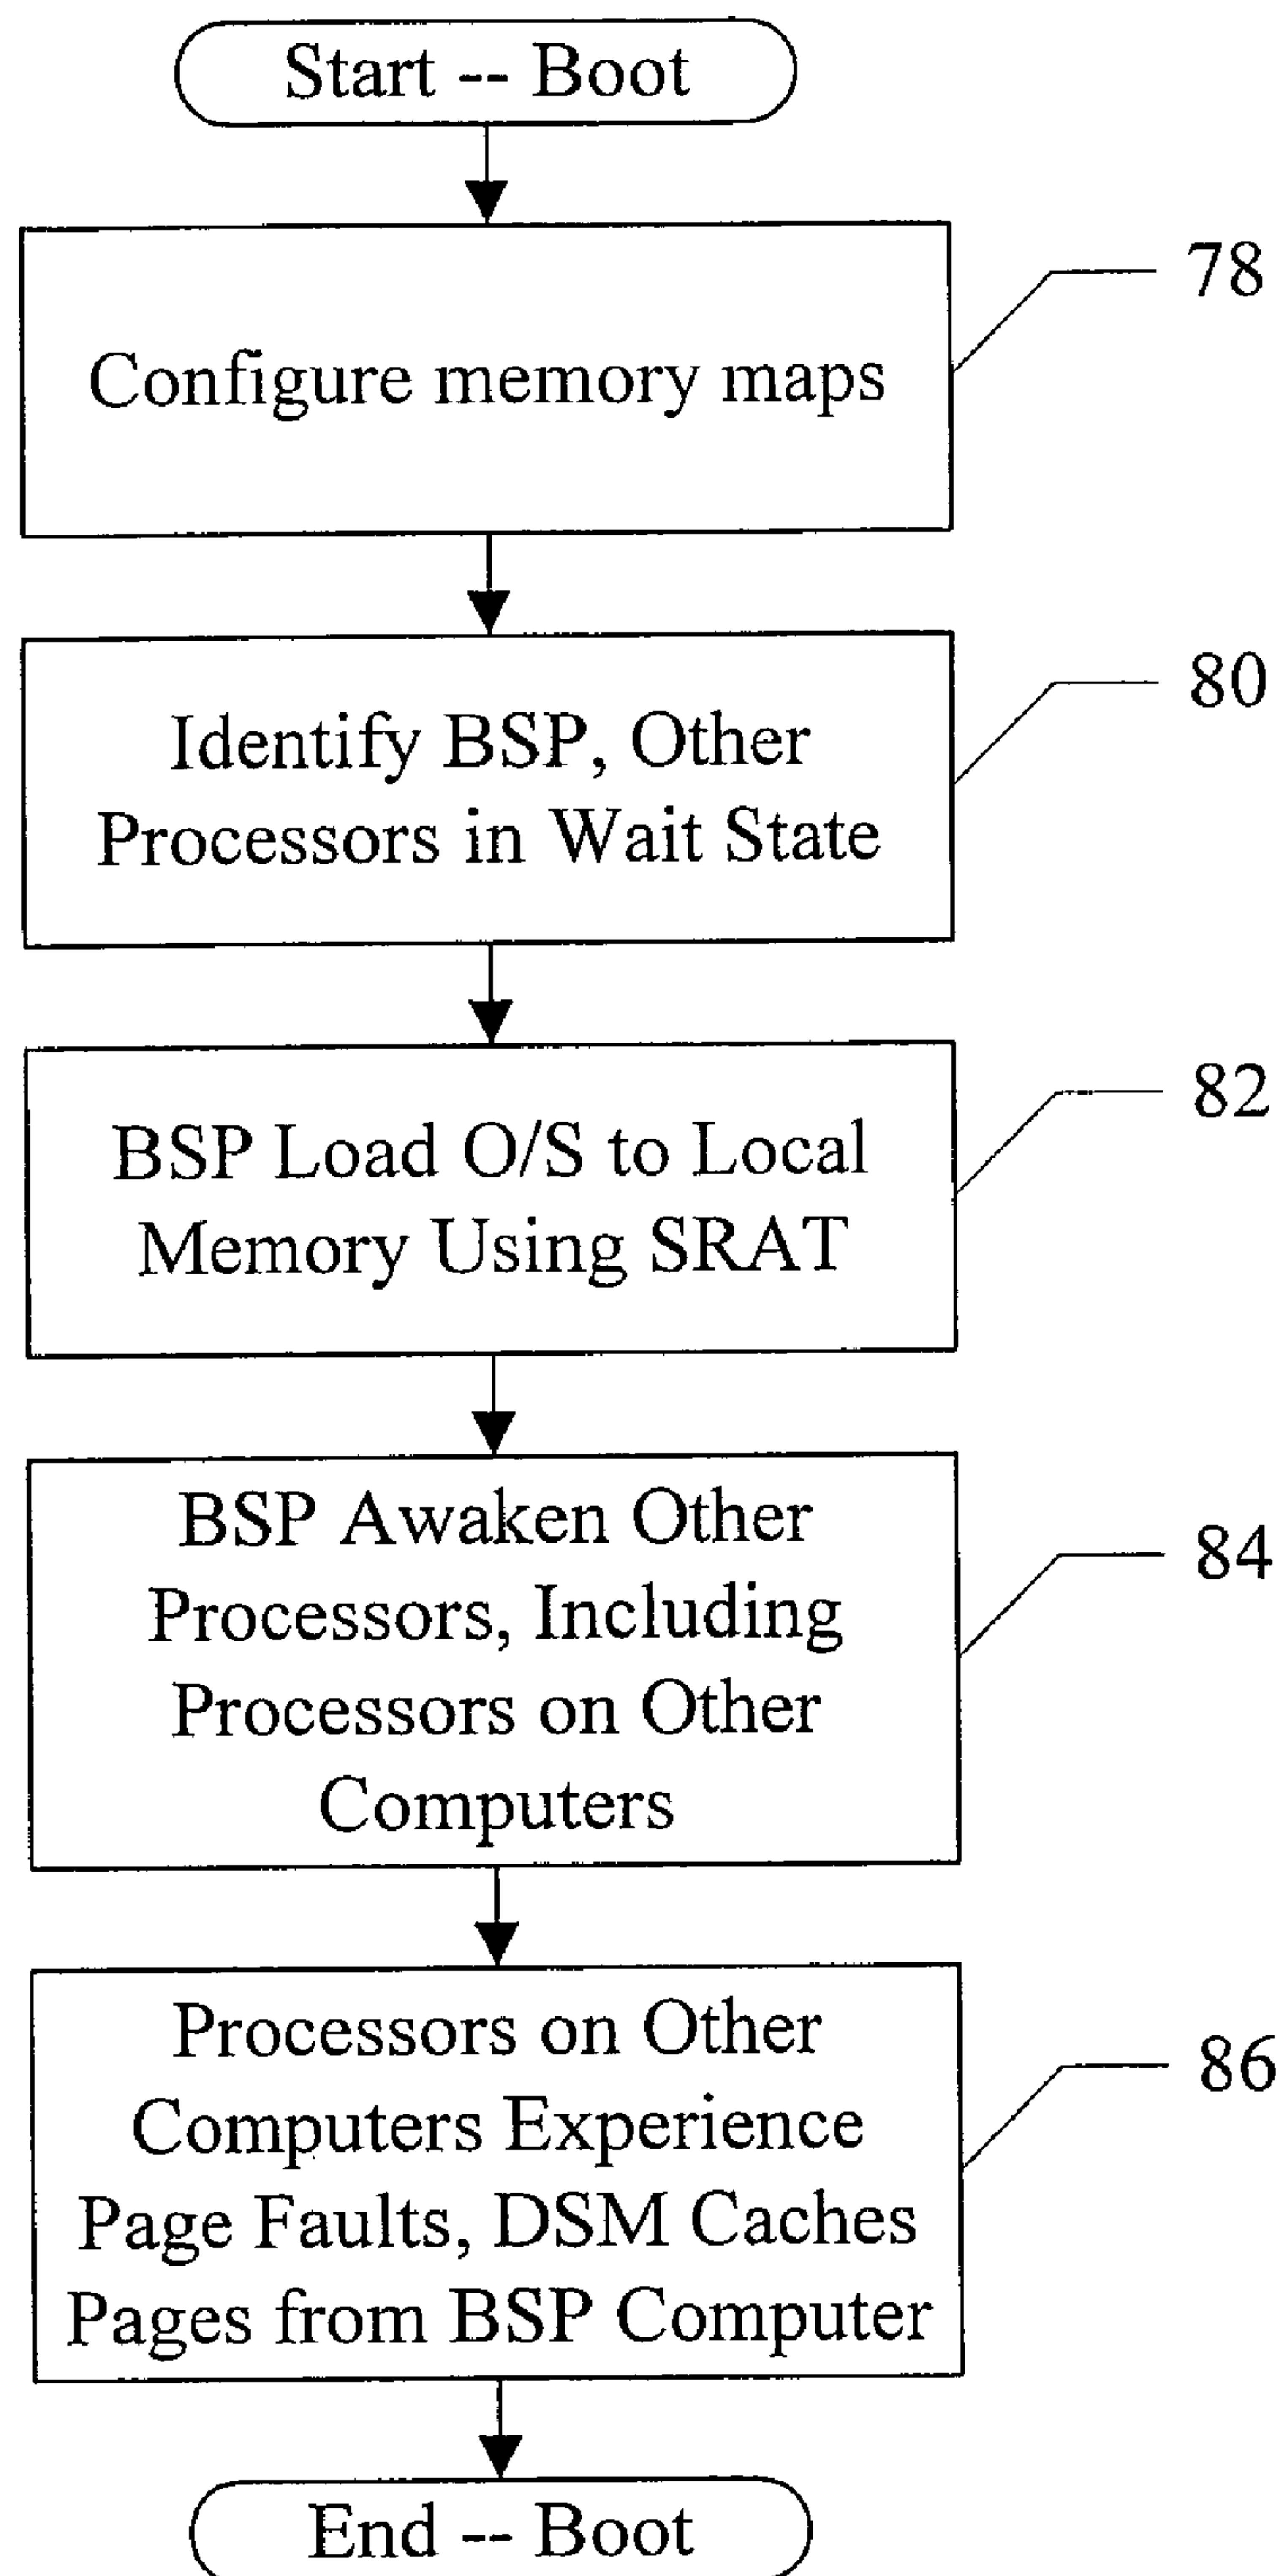 Start -- Boot
Configure memory maps
78
Identify BSP, Other
Processors in Wait State
80
BSP Load O/S to Local
Memory Using SRAT
82
BSP Awaken Other
Processors, Including
Processors on Other
Computers
84
Processors on Other
Computers Experience
Page Faults, DSM Caches
Pages from BSP Computer
86
End -- Boot